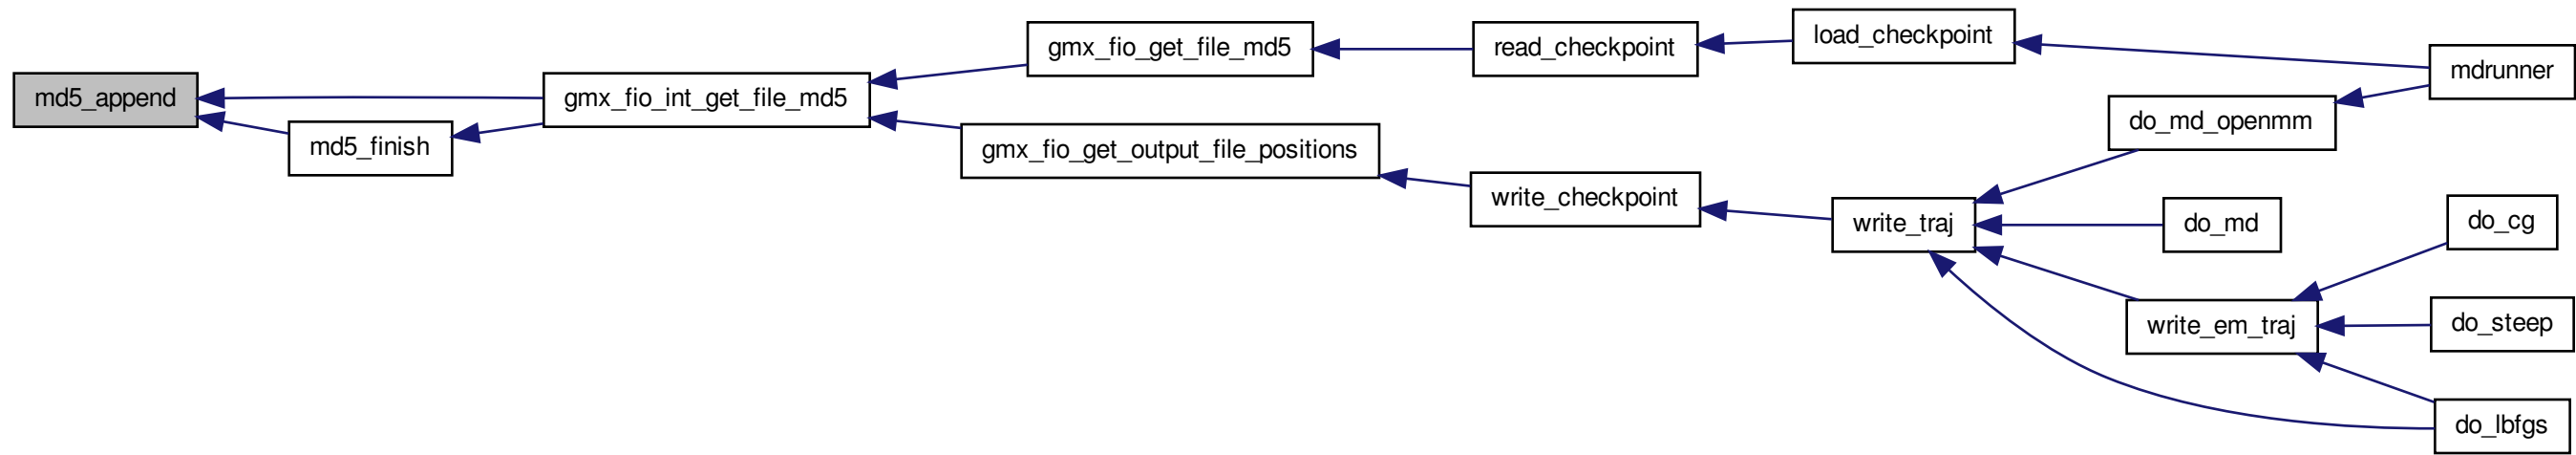 md5_append
md5_finish
gmx_fio_int_get_file_md5
gmx_fio_get_file_md5
gmx_fio_get_output_file_positions
read_checkpoint
write_checkpoint
load_checkpoint
write_traj
do_md_openmm
do_md
write_em_traj
mdrunner
do_cg
do_steep
do_lbfgs